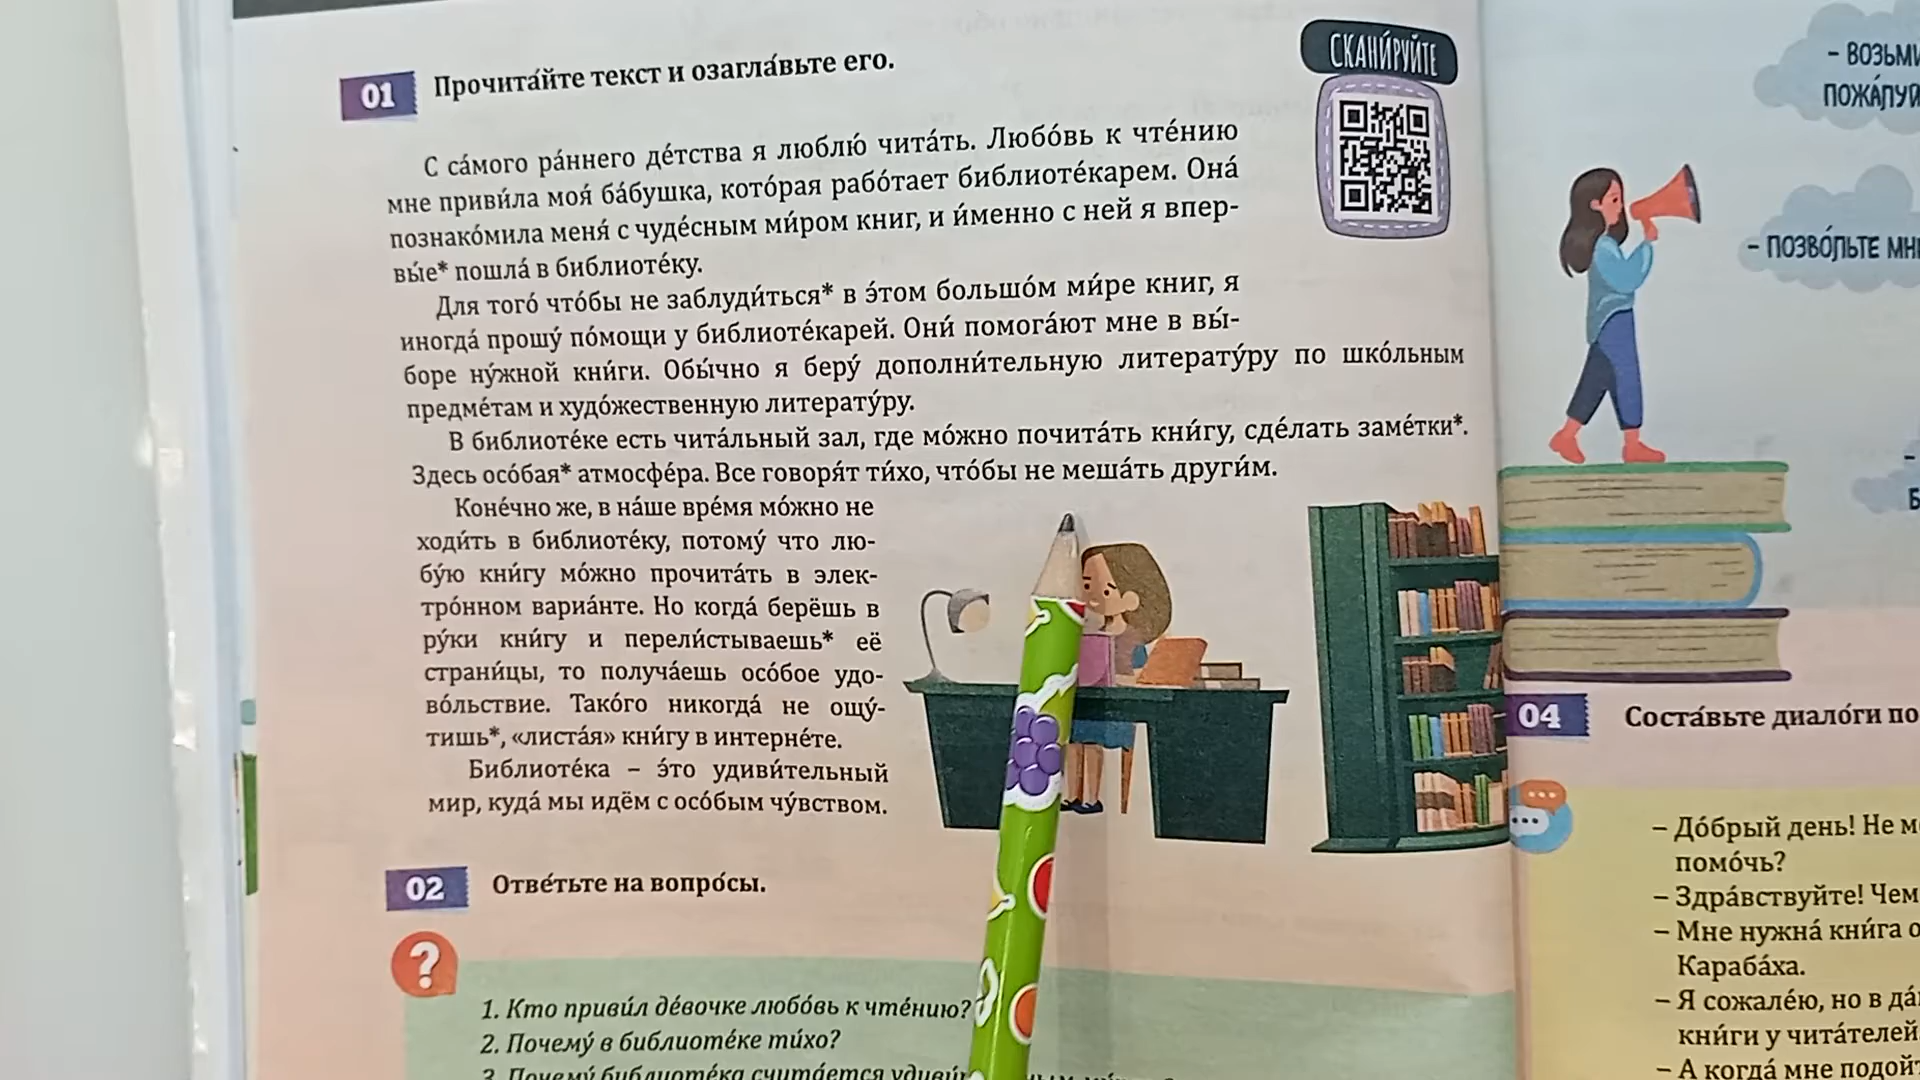 01 Прочита́йте текст и озагла́вьте его.
СКАНИ́РУЙТЕ
С са́мого ра́ннего де́тства я люблю́ чита́ть. Любо́вь к чте́нию
мне приви́ла моя́ ба́бушка, кото́рая рабо́тает библиоте́карем. Она́
познако́мила меня́ с чуде́сным ми́ром книг, и и́менно с ней я впер-
вы́е* пошла́ в библиоте́ку.
Для того́ что́бы не заблуди́ться* в э́том большо́м ми́ре книг, я
иногда́ прошу́ по́мощи у библиоте́карей. Они́ помога́ют мне в вы́-
боре ну́жной кни́ги. Обы́чно я беру́ дополни́тельную литерату́ру по шко́льным
предме́там и худо́жественную литерату́ру.
В библиоте́ке есть чита́льный зал, где мо́жно почита́ть кни́гу, сде́лать заме́тки*.
Здесь осо́бая* атмосфе́ра. Все говоря́т ти́хо, что́бы не меша́ть други́м.
Коне́чно же, в на́ше вре́мя мо́жно не
ходи́ть в библиоте́ку, потому́ что лю-
бу́ю кни́гу мо́жно прочита́ть в элек-
тро́нном вариа́нте. Но когда́ берёшь в
ру́ки кни́гу и перели́стываешь* её
страни́цы, то получа́ешь осо́бое удо-
во́льствие. Тако́го никогда́ не ощу́-
тишь*, «листа́я» кни́гу в интерне́те.
Библиоте́ка – э́то удиви́тельный
мир, куда́ мы идём с осо́бым чу́вством.
02 Отве́тьте на вопро́сы.
?
1. Кто приви́л де́вочке любо́вь к чте́нию?
2. Почему́ в библиоте́ке ти́хо?
3. Почему́ библиоте́ка счита́ется
– ВОЗЬМИ
ПОЖА́ЛУЙ
– ПОЗВО́ЛЬТЕ МН
–
Б
04 Соста́вьте диало́ги по
– До́брый день! Не м
помо́чь?
– Здра́вствуйте! Чем
– Мне нужна́ кни́га о
Караба́ха.
– Я сожале́ю, но в да́
кни́ги у чита́телей
– А когда́ мне подой